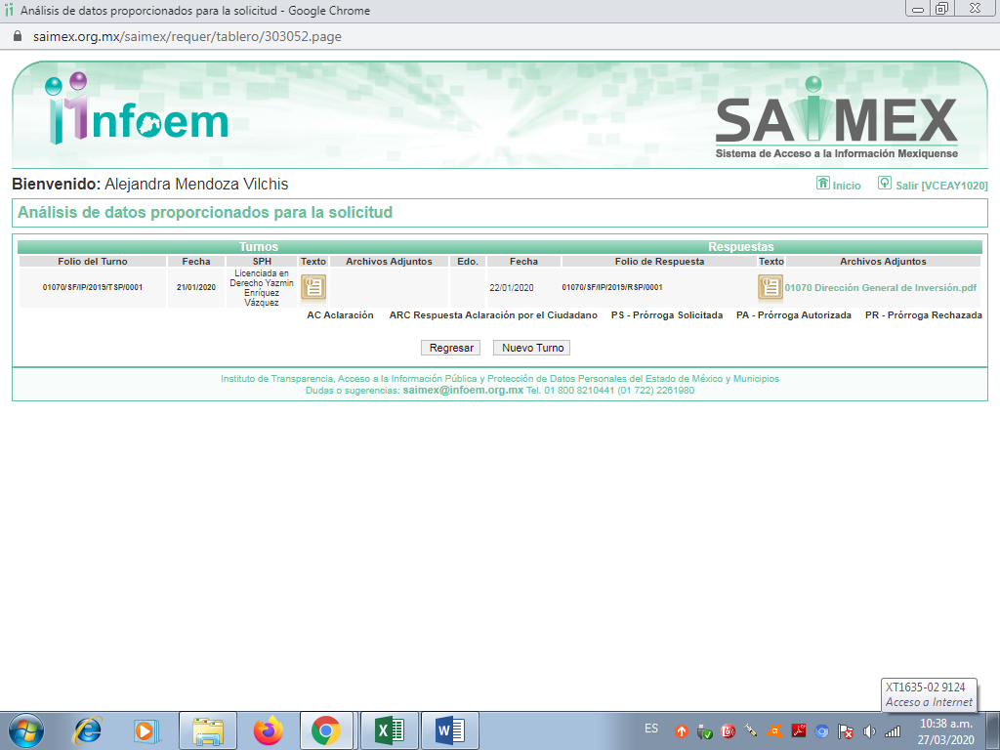 Análisis de datos proporcionados para la solicitud - Google Chrome
saimex.org.mx/saimex/requer/tablero/303052.page
infoem
SAIMEX
Sistema de Acceso a la Información Mexiquense
Bienvenido: Alejandra Mendoza Vilchis
Inicio Salir [VCEAY1020]
Análisis de datos proporcionados para la solicitud
Turnos Respuestas
Folio del Turno Fecha SPH Texto Archivos Adjuntos Edo. Fecha Folio de Respuesta Texto Archivos Adjuntos
01070/SF/IP/2019/TSP/0001 21/01/2020 Licenciada en
Derecho Yazmin
Enríquez
Vázquez
22/01/2020 01070/SF/IP/2019/RSP/0001 01070 Dirección General de Inversión.pdf
AC Aclaración ARC Respuesta Aclaración por el Ciudadano PS - Prórroga Solicitada PA - Prórroga Autorizada PR - Prórroga Rechazada
Regresar Nuevo Turno
Instituto de Transparencia, Acceso a la Información Pública y Protección de Datos Personales del Estado de México y Municipios
Dudas o sugerencias: saimex@infoem.org.mx Tel. 01 800 8210441 (01 722) 2261980
XT1635-02 9124
Acceso a Internet
ES
10:38 a.m.
27/03/2020